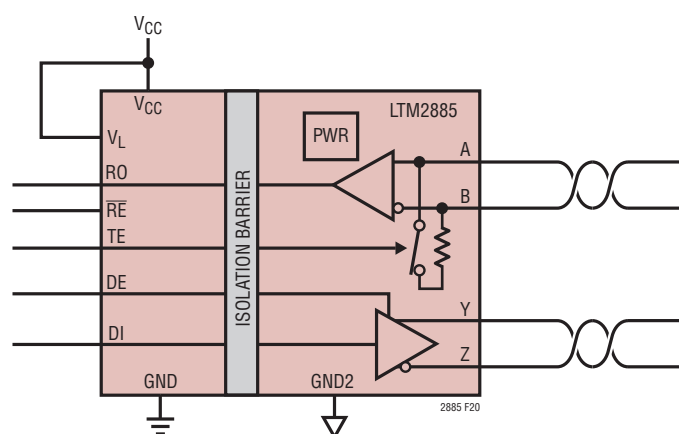 VCC
VCC
LTM2885
VL
PWR
A
RO
B
RE
TE
ISOLATION BARRIER
DE
Y
DI
Z
GND
GND2
2885 F20